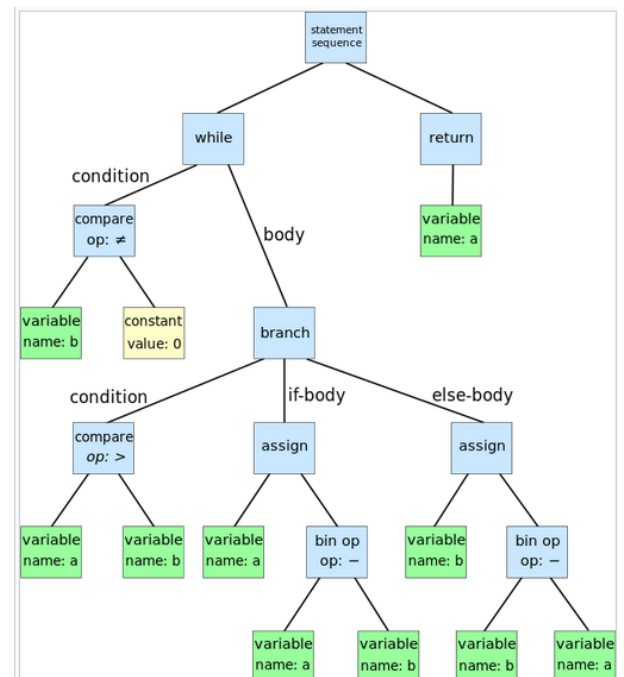 statement
sequence
while
return
condition
compare
op: ≠
body
variable
name: a
variable
name: b
constant
value: 0
branch
condition
if-body
else-body
compare
op: >
assign
assign
variable
name: a
variable
name: b
variable
name: a
bin op
op: −
variable
name: b
bin op
op: −
variable
name: a
variable
name: b
variable
name: b
variable
name: a